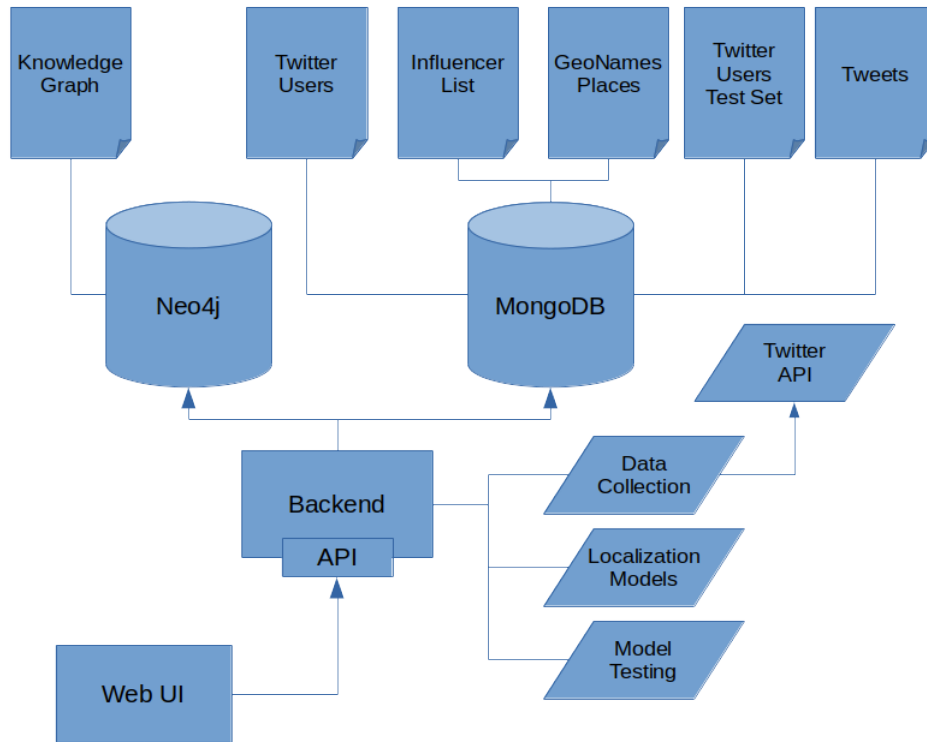 Knowledge
Graph
Twitter
Users
Influencer
List
GeoNames
Places
Twitter
Users
Test Set
Tweets
Neo4j
MongoDB
Twitter
API
Backend
API
Data
Collection
Localization
Models
Model
Testing
Web UI